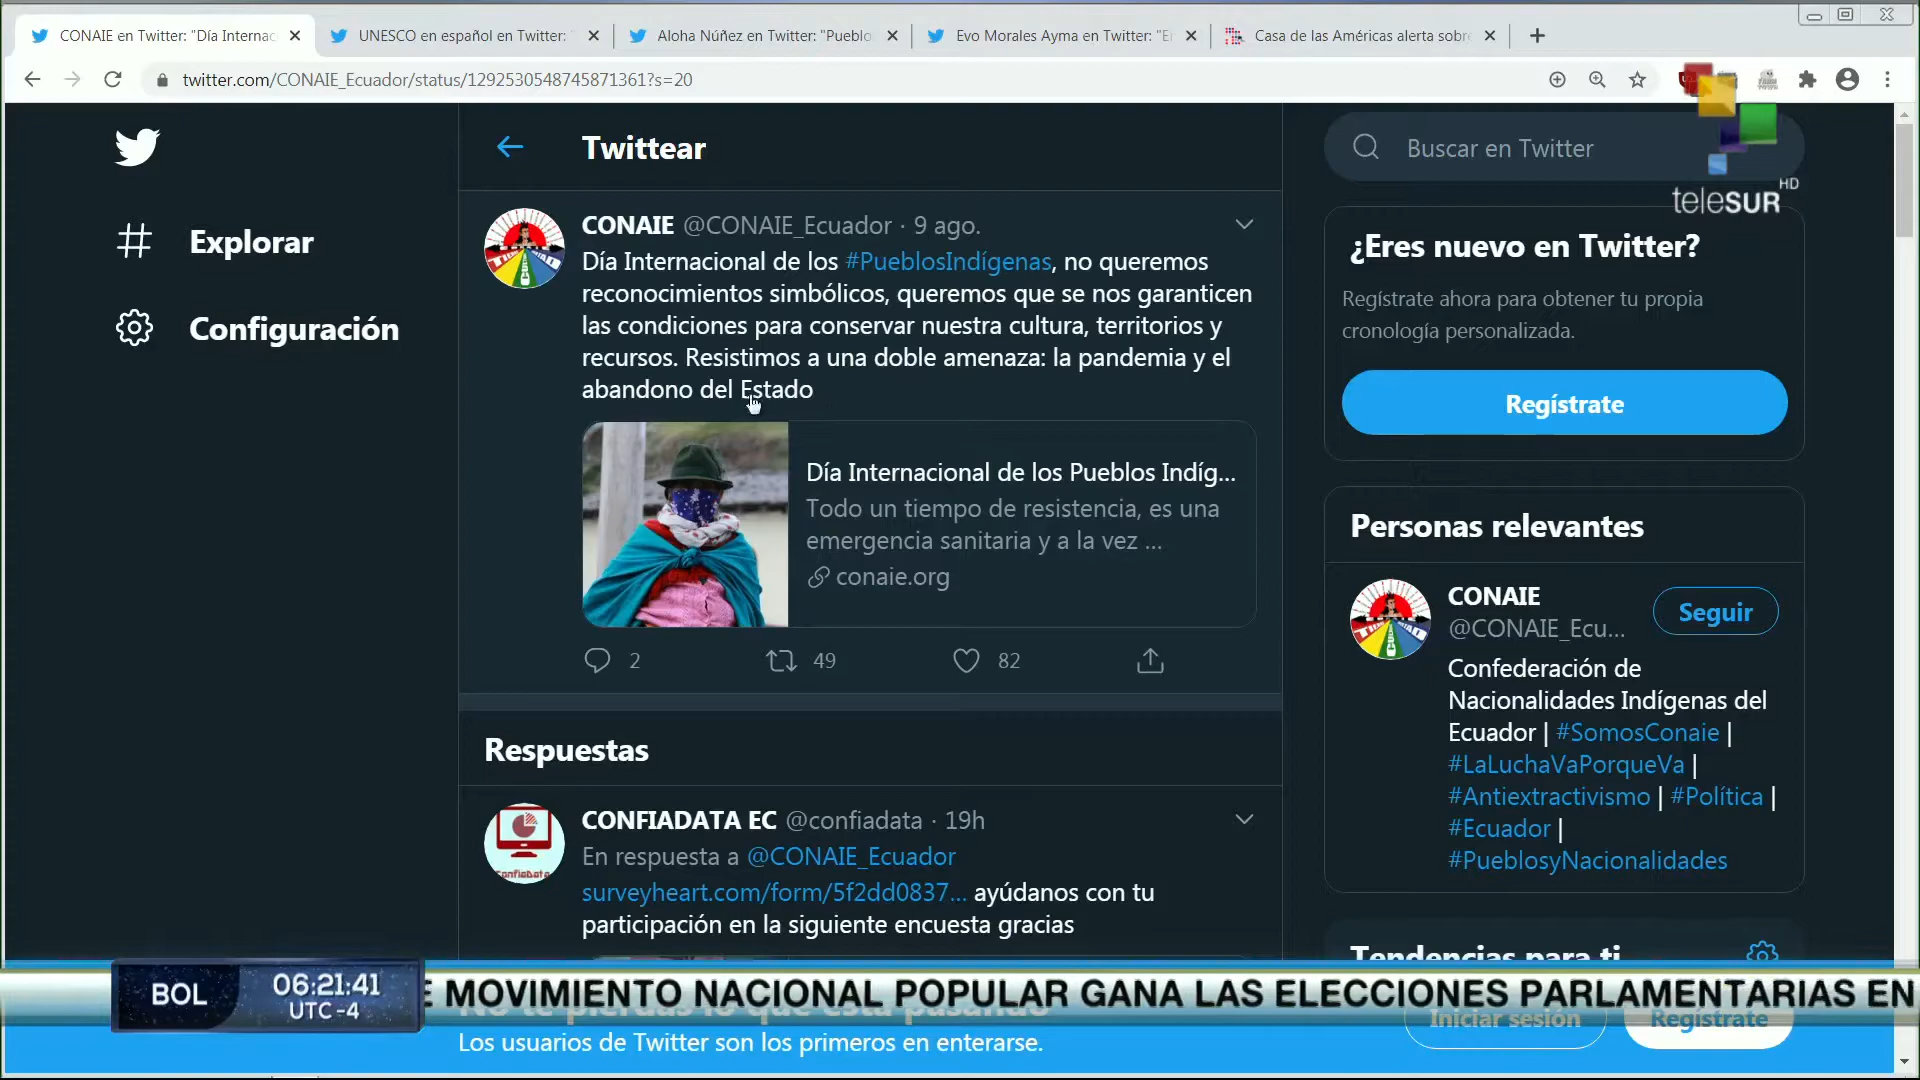 CONAIE en Twitter: "Día Internac
UNESCO en español en Twitter:
Aloha Núñez en Twitter: "Pueblo
Evo Morales Ayma en Twitter: "E
Casa de las Américas alerta sobre
twitter.com/CONAIE_Ecuador/status/1292530548745871361?s=20
Explorar
Configuración
Twittear
CONAIE @CONAIE_Ecuador · 9 ago.
Día Internacional de los #PueblosIndígenas, no queremos
reconocimientos simbólicos, queremos que se nos garanticen
las condiciones para conservar nuestra cultura, territorios y
recursos. Resistimos a una doble amenaza: la pandemia y el
abandono del Estado
Día Internacional de los Pueblos Indíg...
Todo un tiempo de resistencia, es una
emergencia sanitaria y a la vez ...
conaie.org
2 49 82
Respuestas
CONFIADATA EC @confiadata · 19h
En respuesta a @CONAIE_Ecuador
surveyheart.com/form/5f2dd0837... ayúdanos con tu
participación en la siguiente encuesta gracias
ConfiaData
Buscar en Twitter
teleSUR HD
¿Eres nuevo en Twitter?
Regístrate ahora para obtener tu propia
cronología personalizada.
Regístrate
Personas relevantes
CONAIE
@CONAIE_Ecu...
Seguir
Confederación de
Nacionalidades Indígenas del
Ecuador | #SomosConaie |
#LaLuchaVaPorqueVa |
#Antiextractivismo | #Política |
#Ecuador |
#PueblosyNacionalidades
Tendencias para ti
BOL
06:21:41
UTC -4
E MOVIMIENTO NACIONAL POPULAR GANA LAS ELECCIONES PARLAMENTARIAS EN
No te pierdas lo que está pasando
Los usuarios de Twitter son los primeros en enterarse.
Iniciar sesión
Regístrate